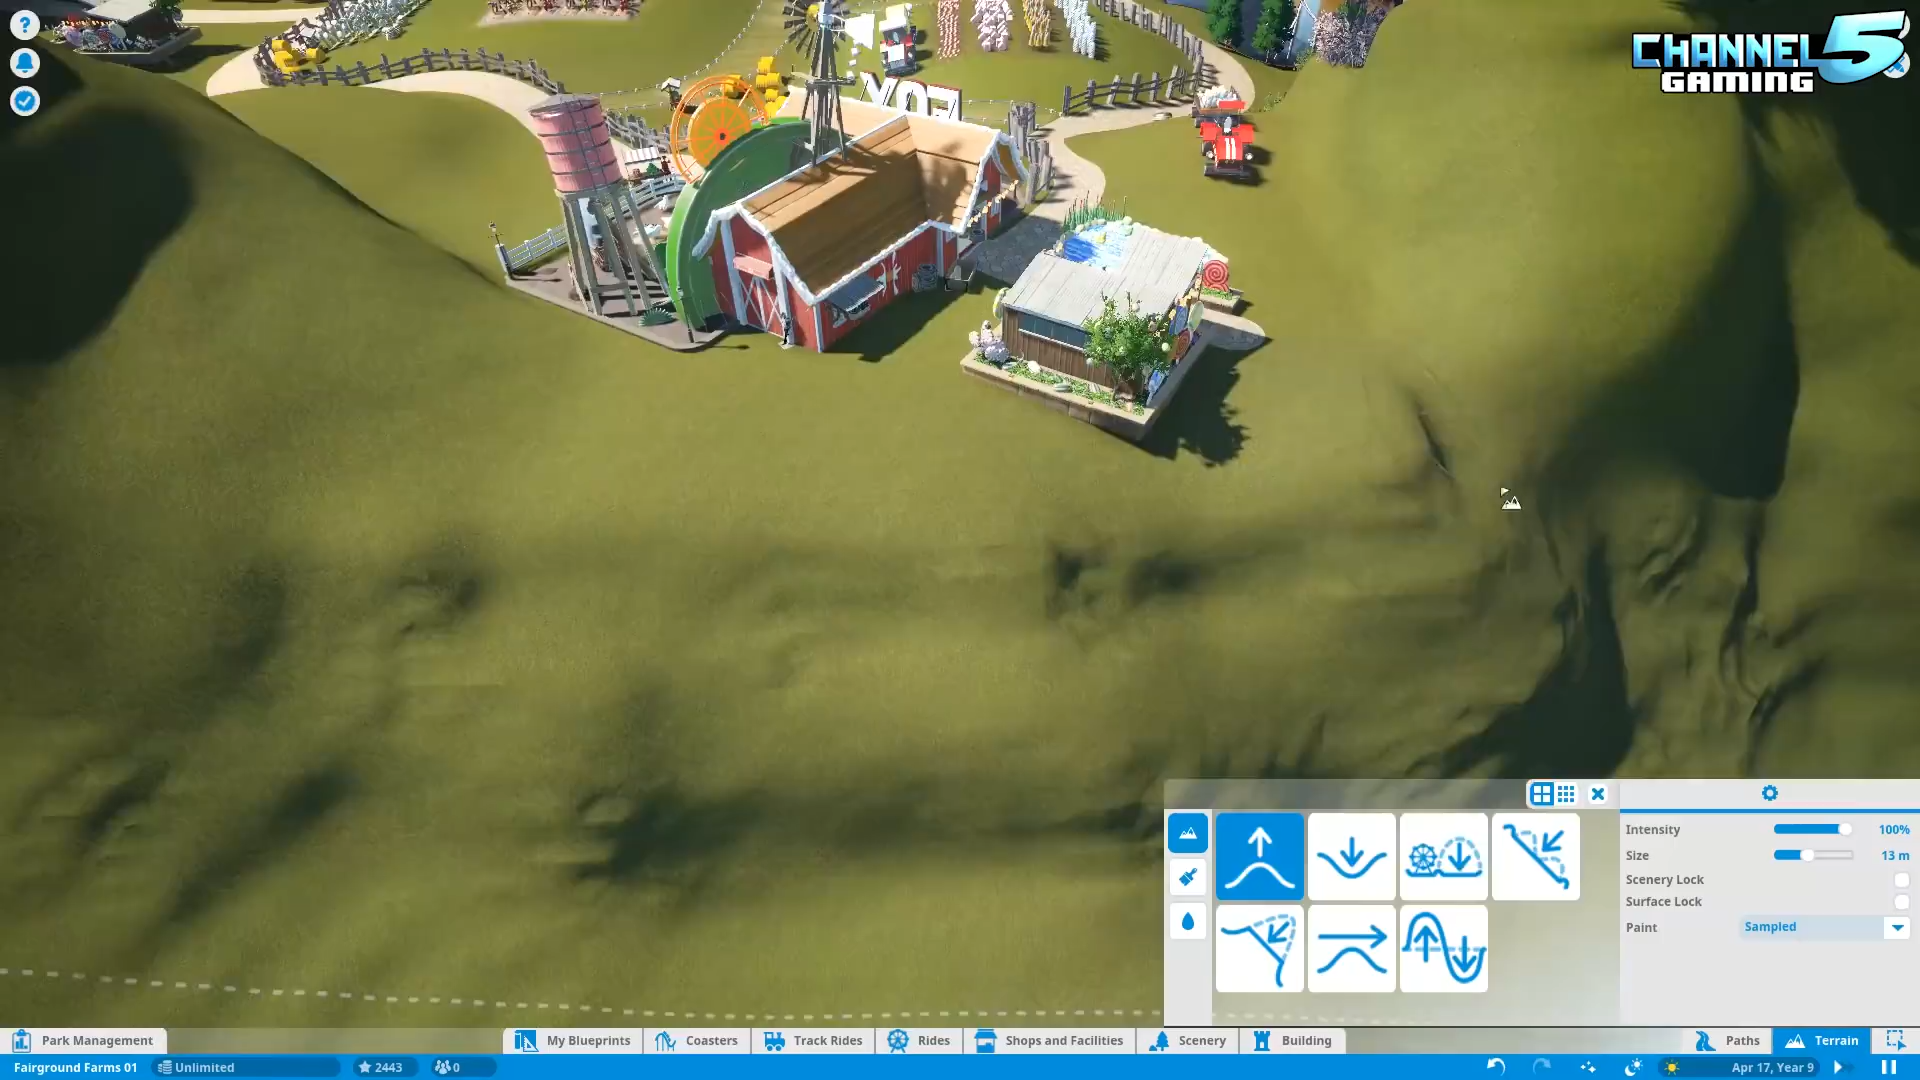 ?
CHANNEL 5
GAMING
FOX
Intensity 100%
Size 13 m
Scenery Lock
Surface Lock
Paint Sampled
Park Management My Blueprints Coasters Track Rides Rides Shops and Facilities Scenery Building Paths Terrain
Fairground Farms 01 Unlimited 2443 0 Apr 17, Year 9